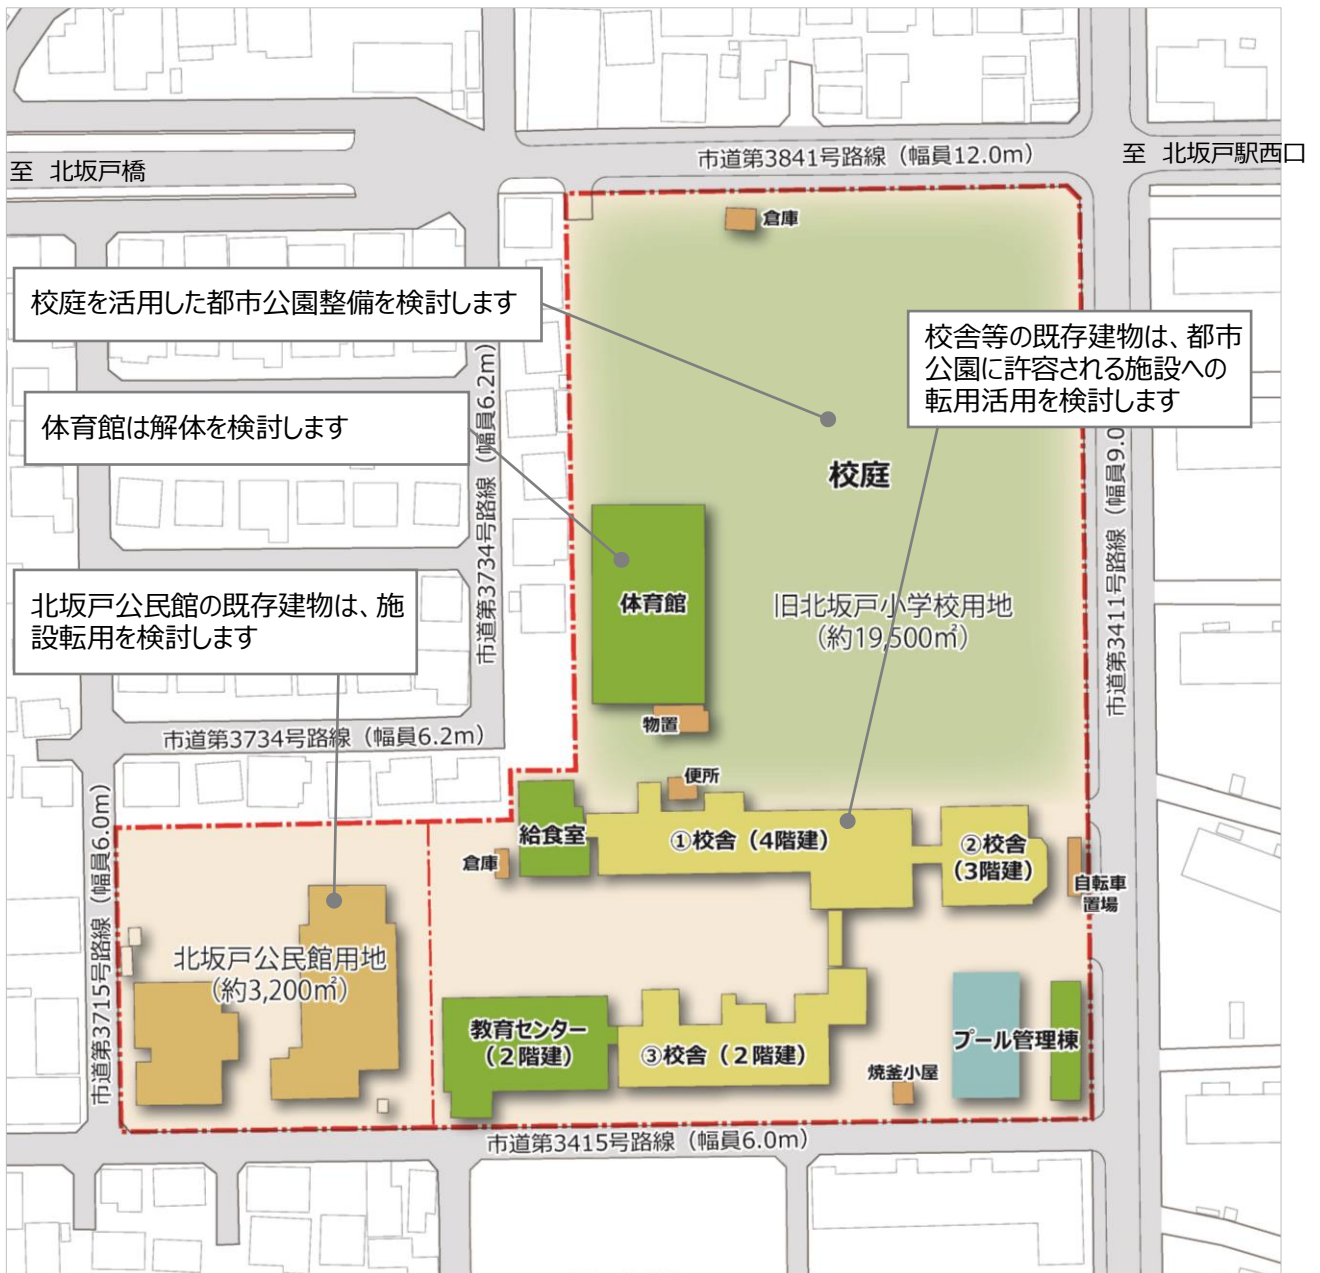 市道第3841号路線（幅員12.0m）
至 北坂戸駅西口
至 北坂戸橋
倉庫
校庭を活用した都市公園整備を検討します
校舎等の既存建物は、都市
公園に許容される施設への
転用活用を検討します
体育館は解体を検討します
市道第3734号路線（幅員6.2m）
市道第3411号路線（幅員9.0
校庭
北坂戸公民館の既存建物は、施
設転用を検討します
体育館
旧北坂戸小学校用地
（約19,500㎡）
物置
市道第3734号路線（幅員6.2m）
便所
給食室
①校舎（4階建）
②校舎
（3階建）
倉庫
自転車
置場
市道第3715号路線（幅員6.0m）
北坂戸公民館用地
（約3,200㎡）
教育センター
（２階建）
③校舎（２階建）
プール管理棟
焼釜小屋
市道第3415号路線（幅員6.0m）